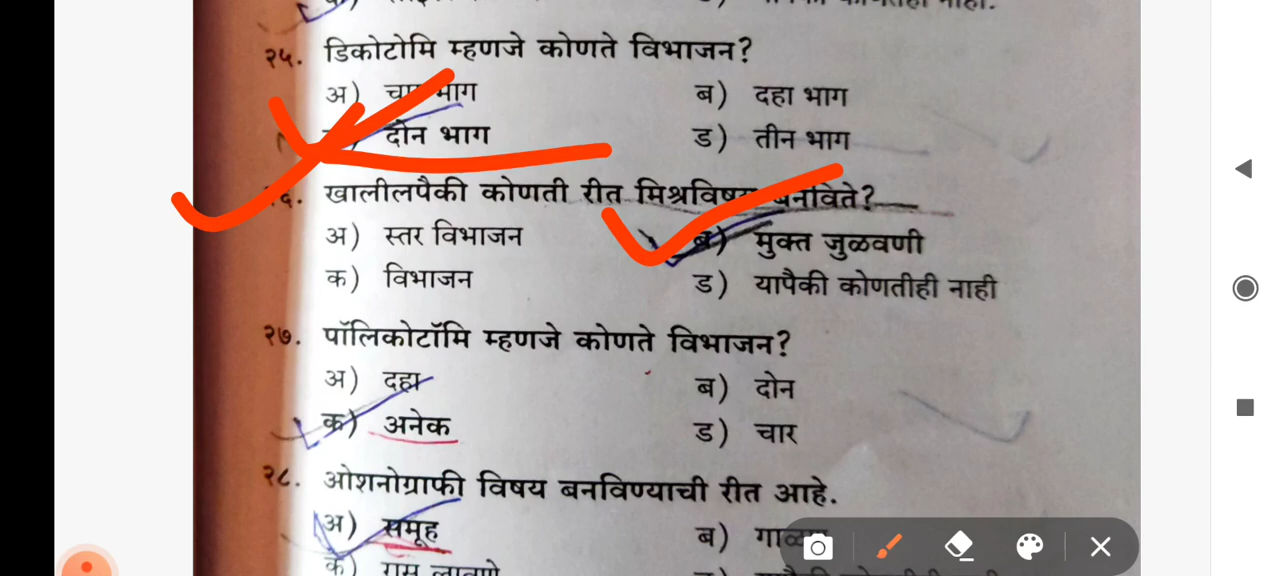 २५. डिकोटोमि म्हणजे कोणते विभाजन?
अ) चार भाग ब) दहा भाग
दोन भाग ड) तीन भाग
२६. खालीलपैकी कोणती रीत मिश्रविषय बनविते?
अ) स्तर विभाजन ब) मुक्त जुळवणी
क) विभाजन ड) यापैकी कोणतीही नाही
२७. पॉलिकोटॉमि म्हणजे कोणते विभाजन?
अ) दहा ब) दोन
क) अनेक ड) चार
२८. ओशनोग्राफी विषय बनविण्याची रीत आहे.
अ) समूह ब)
क)